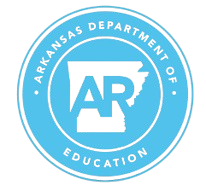 • ARKANSAS DEPARTMENT OF •
AR
EDUCATION